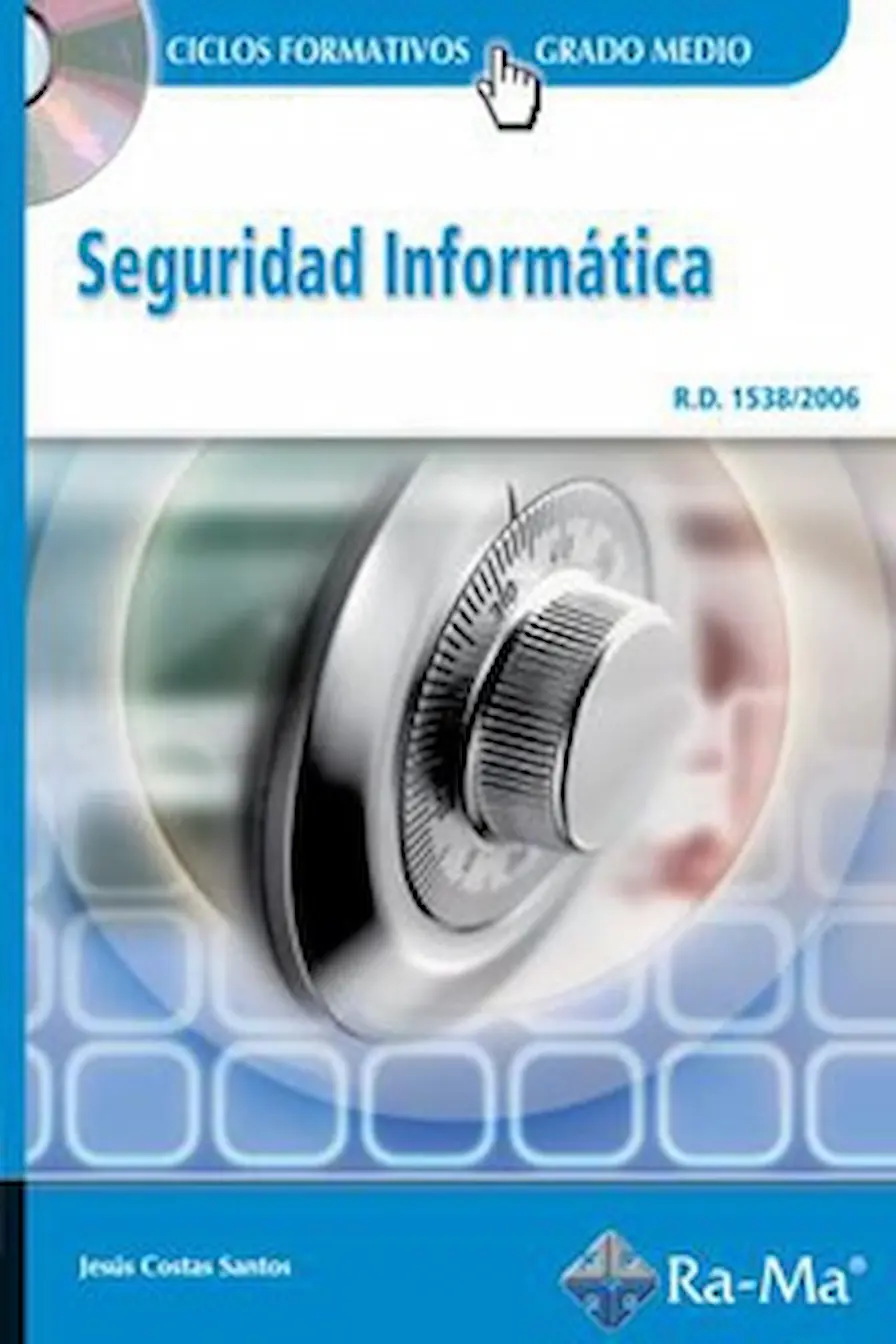 CICLOS FORMATIVOS GRADO MEDIO
Seguridad Informática
R.D. 1538/2006
Jesús Costas Santos
Ra-Ma®